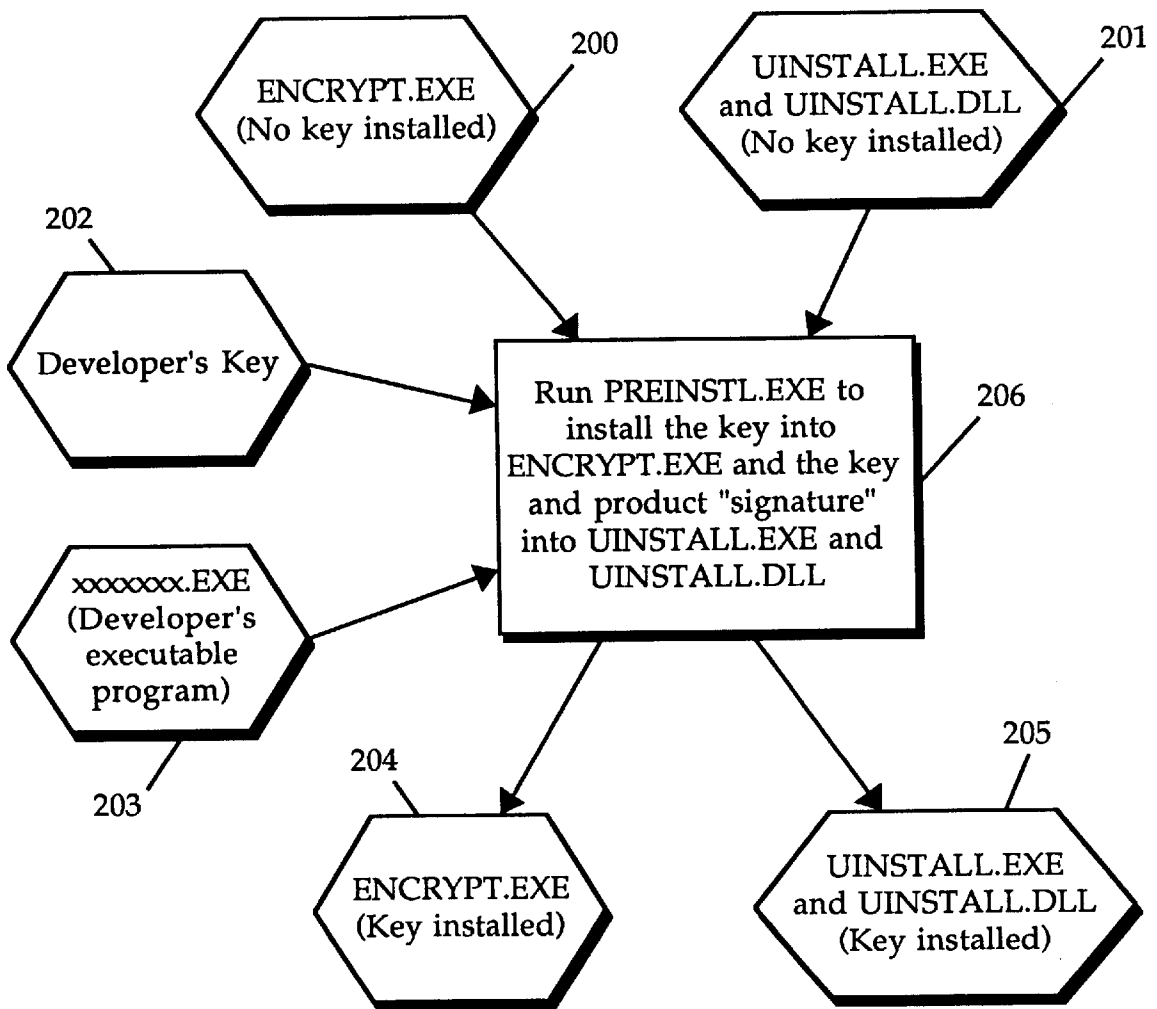 200
ENCRYPT.EXE
(No key installed)
201
UINSTALL.EXE
and UINSTALL.DLL
(No key installed)
202
Developer's Key
Run PREINSTL.EXE to
install the key into
ENCRYPT.EXE and the key
and product "signature"
into UINSTALL.EXE and
UINSTALL.DLL
206
xxxxxxx.EXE
(Developer's
executable
program)
203
204
ENCRYPT.EXE
(Key installed)
205
UINSTALL.EXE
and UINSTALL.DLL
(Key installed)